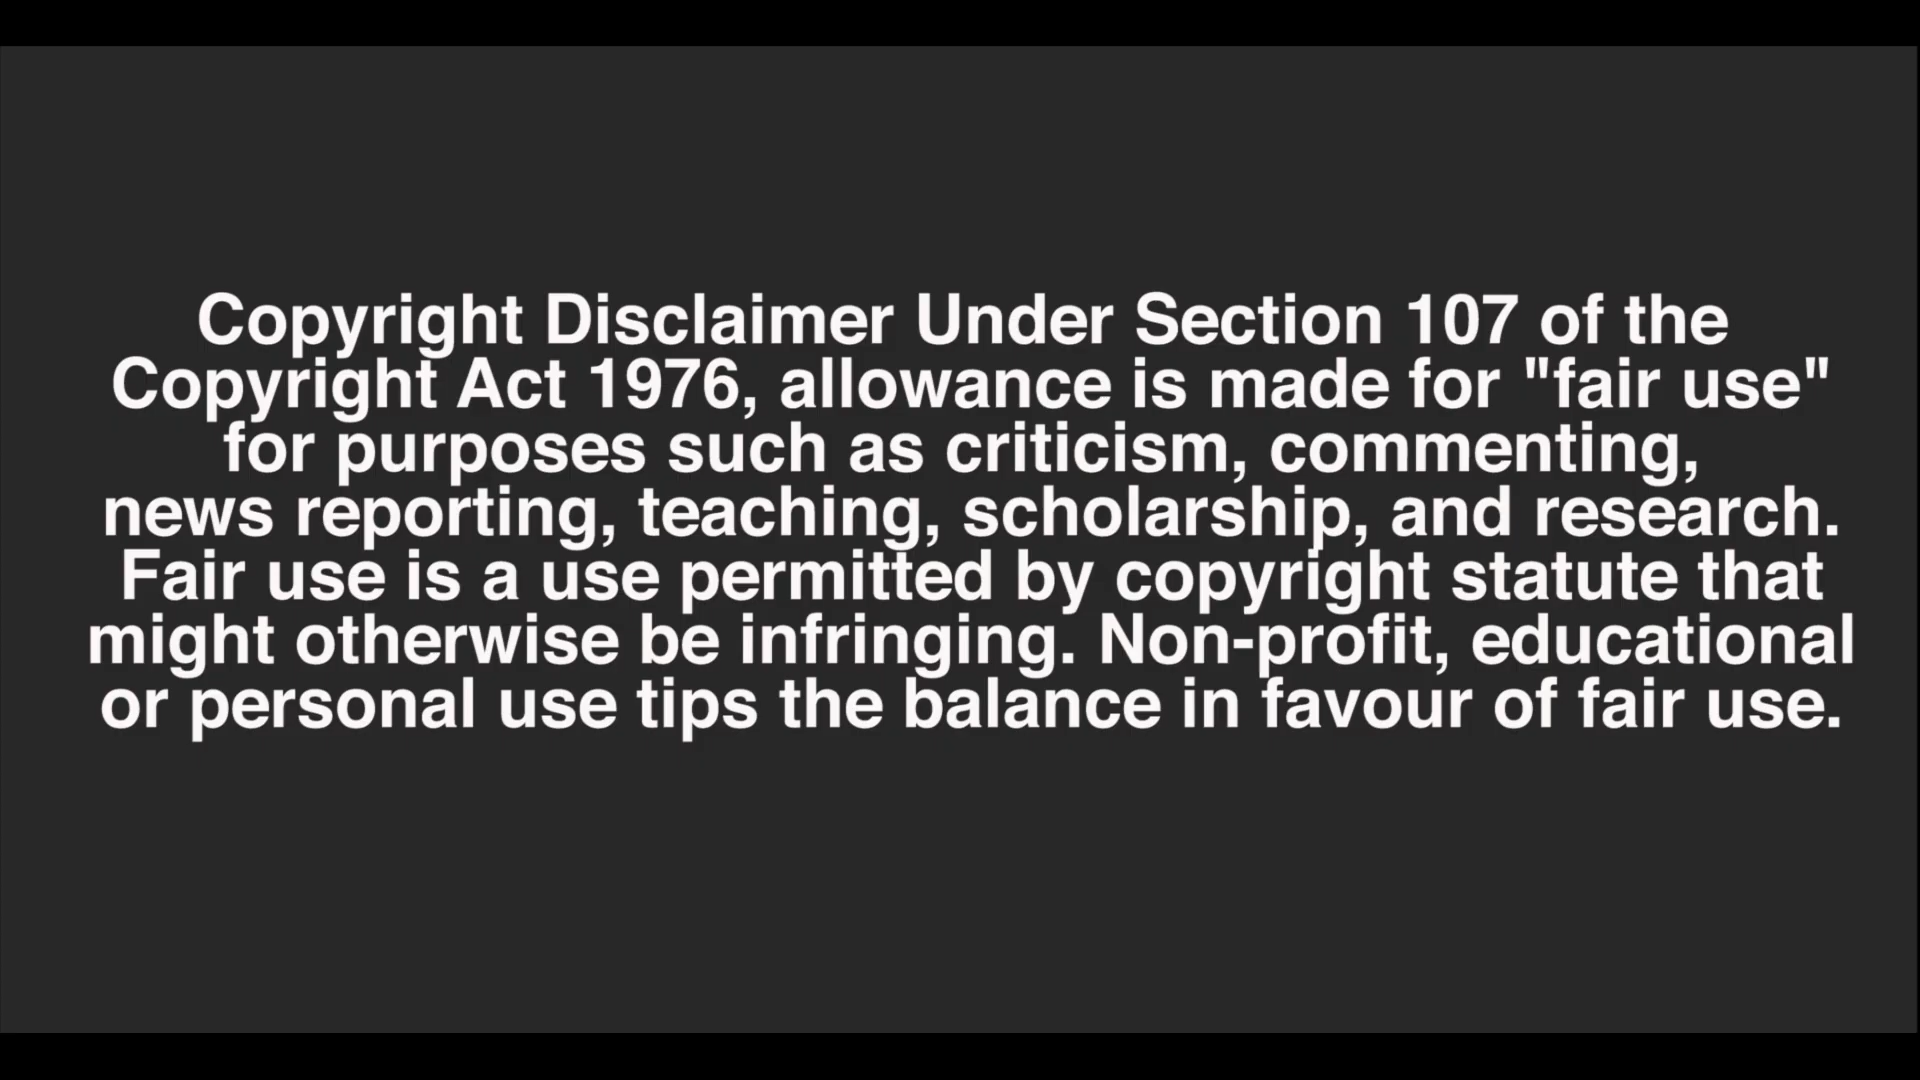 Copyright Disclaimer Under Section 107 of the
Copyright Act 1976, allowance is made for "fair use"
for purposes such as criticism, commenting,
news reporting, teaching, scholarship, and research.
Fair use is a use permitted by copyright statute that
might otherwise be infringing. Non-profit, educational
or personal use tips the balance in favour of fair use.